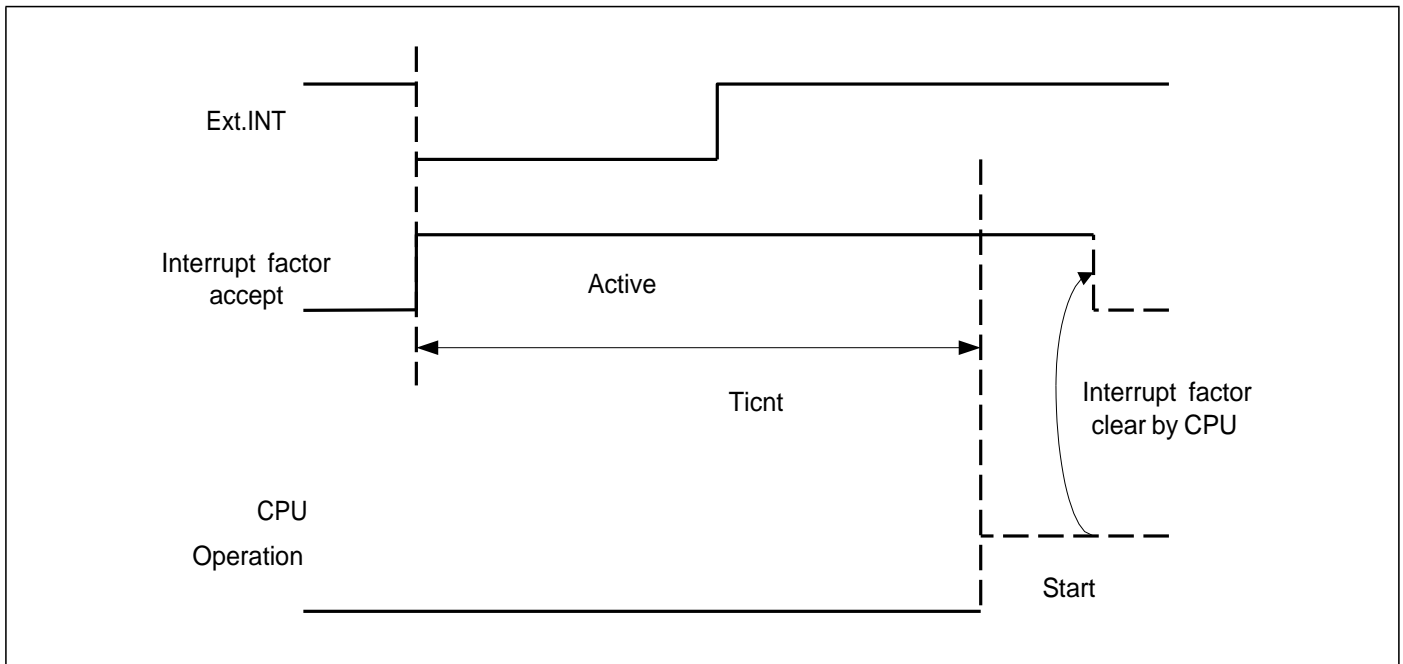 Ext.INT
Interrupt factor
accept
Active
Ticnt
Interrupt factor
clear by CPU
CPU
Operation
Start